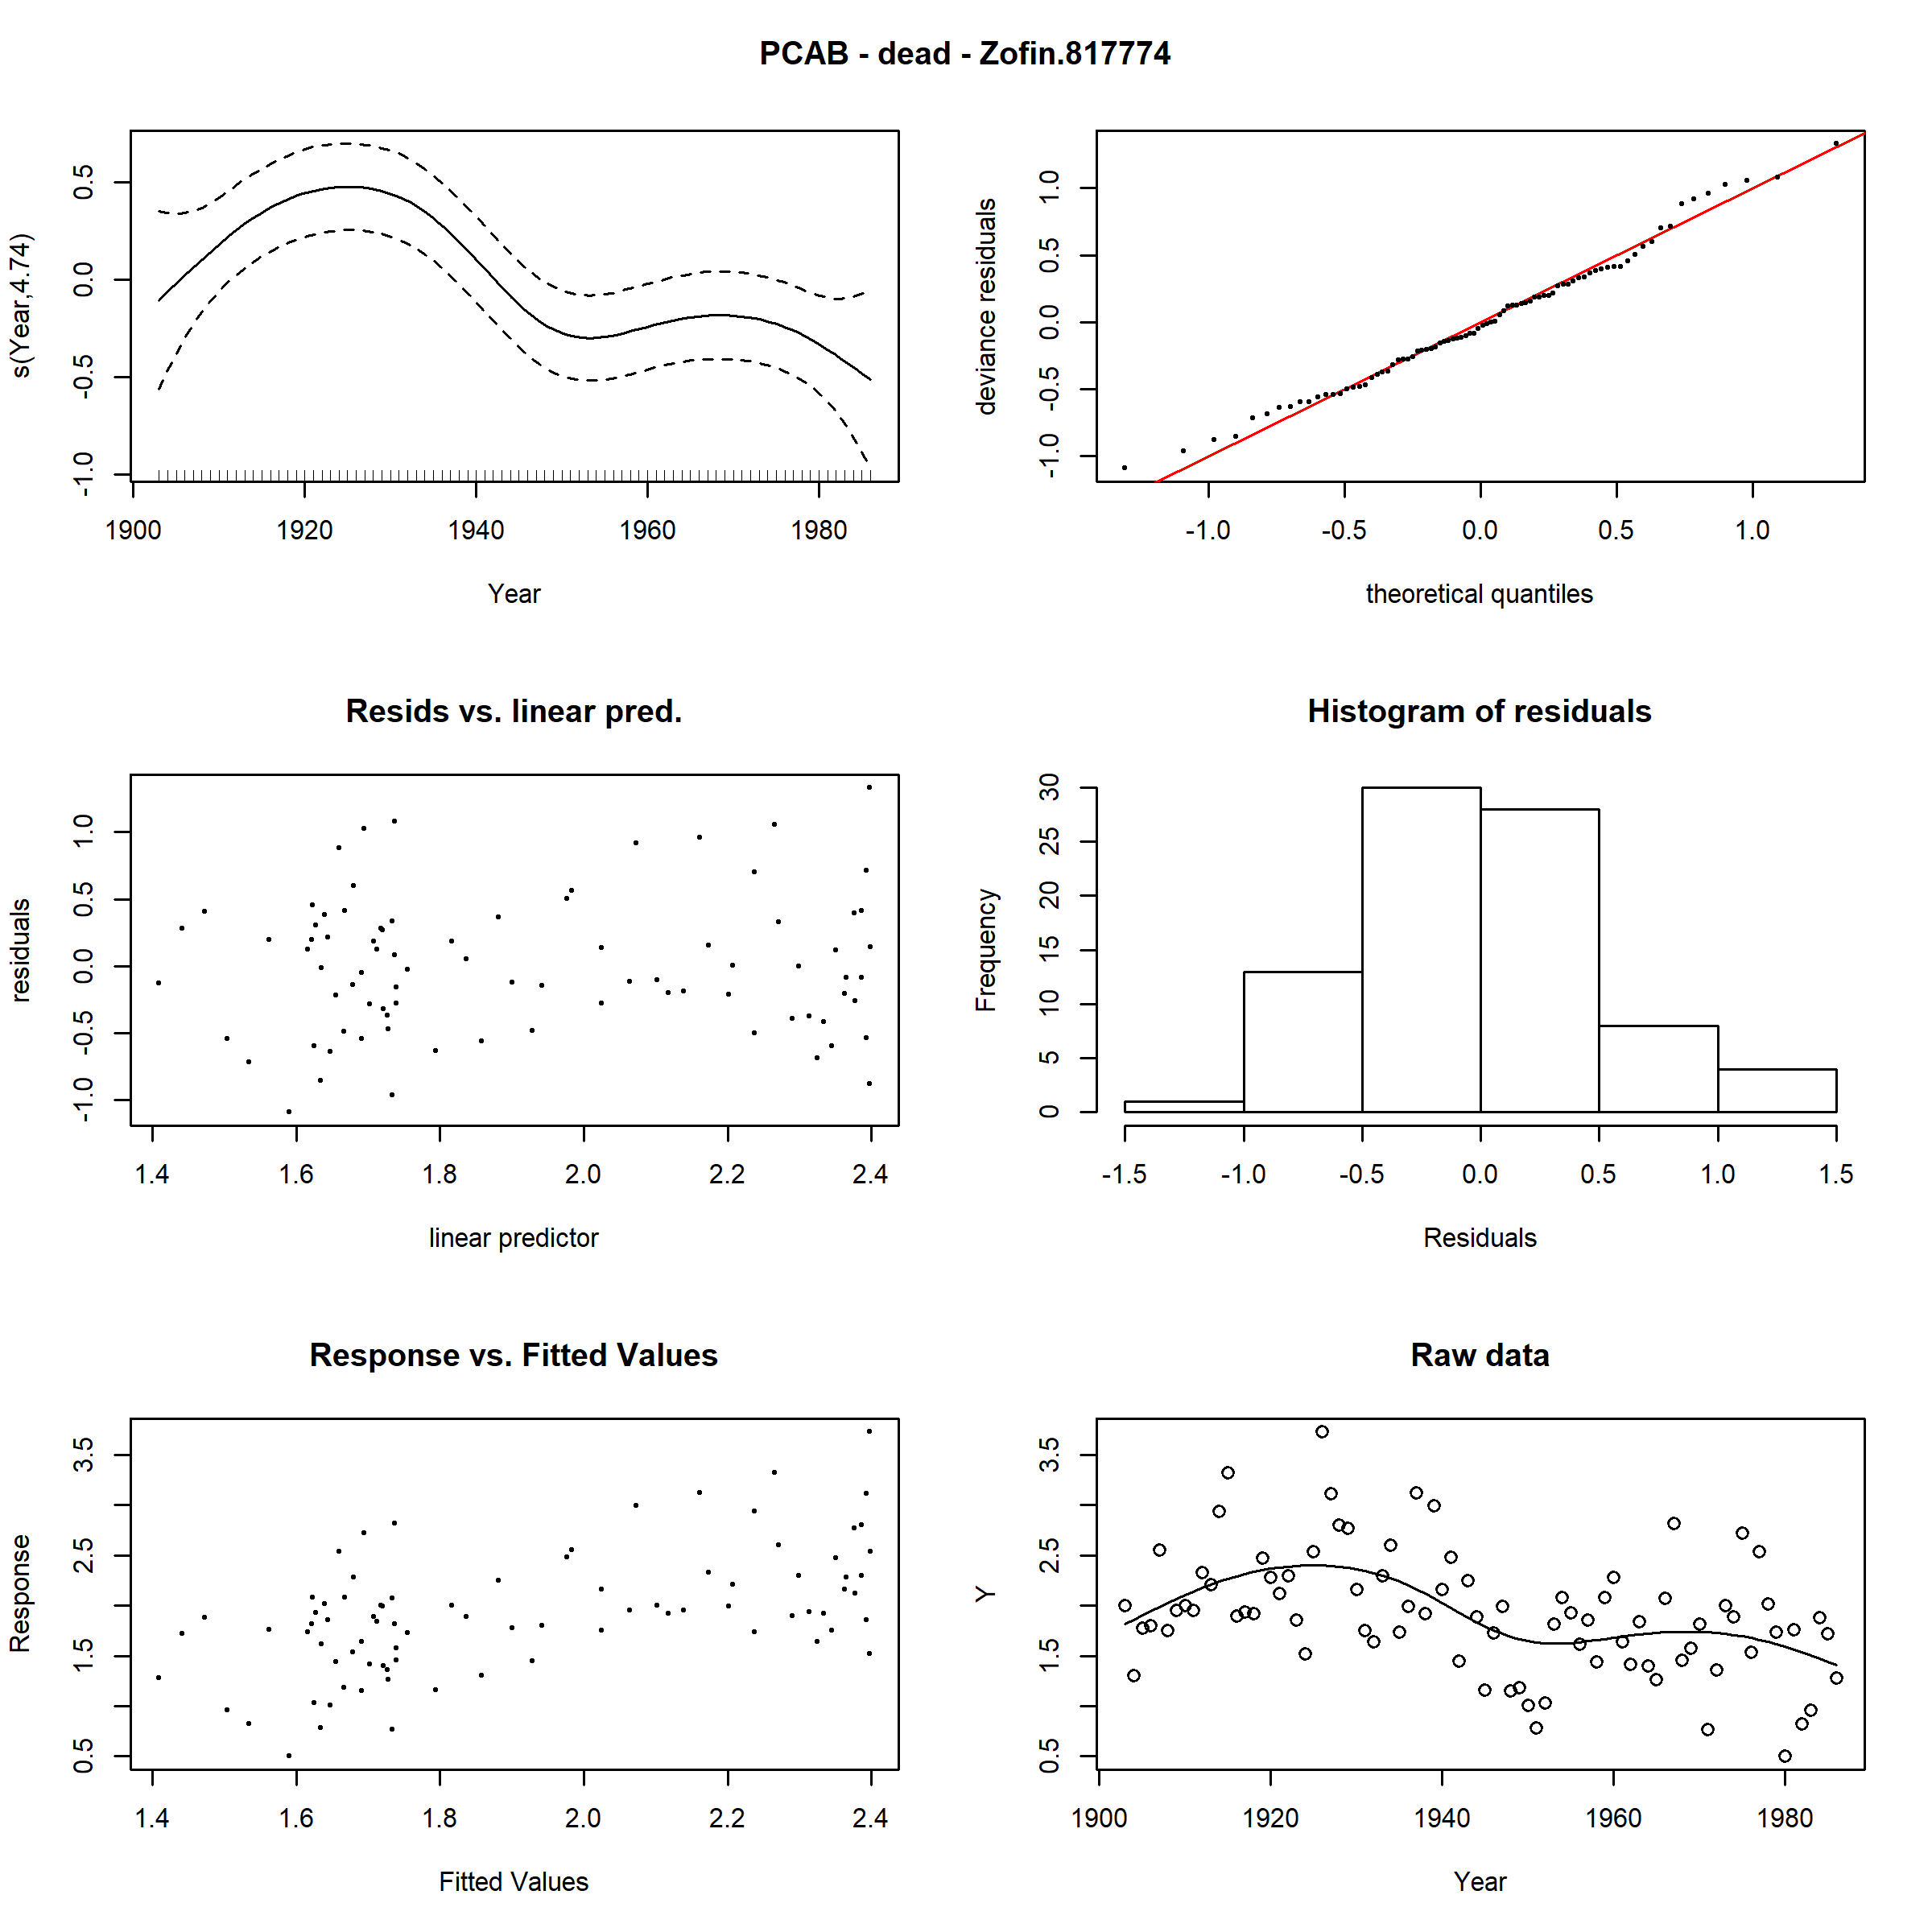 PCAB - dead - Zofin.817774
s(Year,4.74)
0.5
0.0
-0.5
-1.0
1900 1920 1940 1960 1980
Year
deviance residuals
1.0
0.5
0.0
-0.5
-1.0
-1.0 -0.5 0.0 0.5 1.0
theoretical quantiles
Resids vs. linear pred.
residuals
1.0
0.5
0.0
-0.5
-1.0
1.4 1.6 1.8 2.0 2.2 2.4
linear predictor
Histogram of residuals
Frequency
30
25
20
15
10
5
0
-1.5 -1.0 -0.5 0.0 0.5 1.0 1.5
Residuals
Response vs. Fitted Values
Response
3.5
2.5
1.5
0.5
1.4 1.6 1.8 2.0 2.2 2.4
Fitted Values
Raw data
Y
3.5
2.5
1.5
0.5
1900 1920 1940 1960 1980
Year